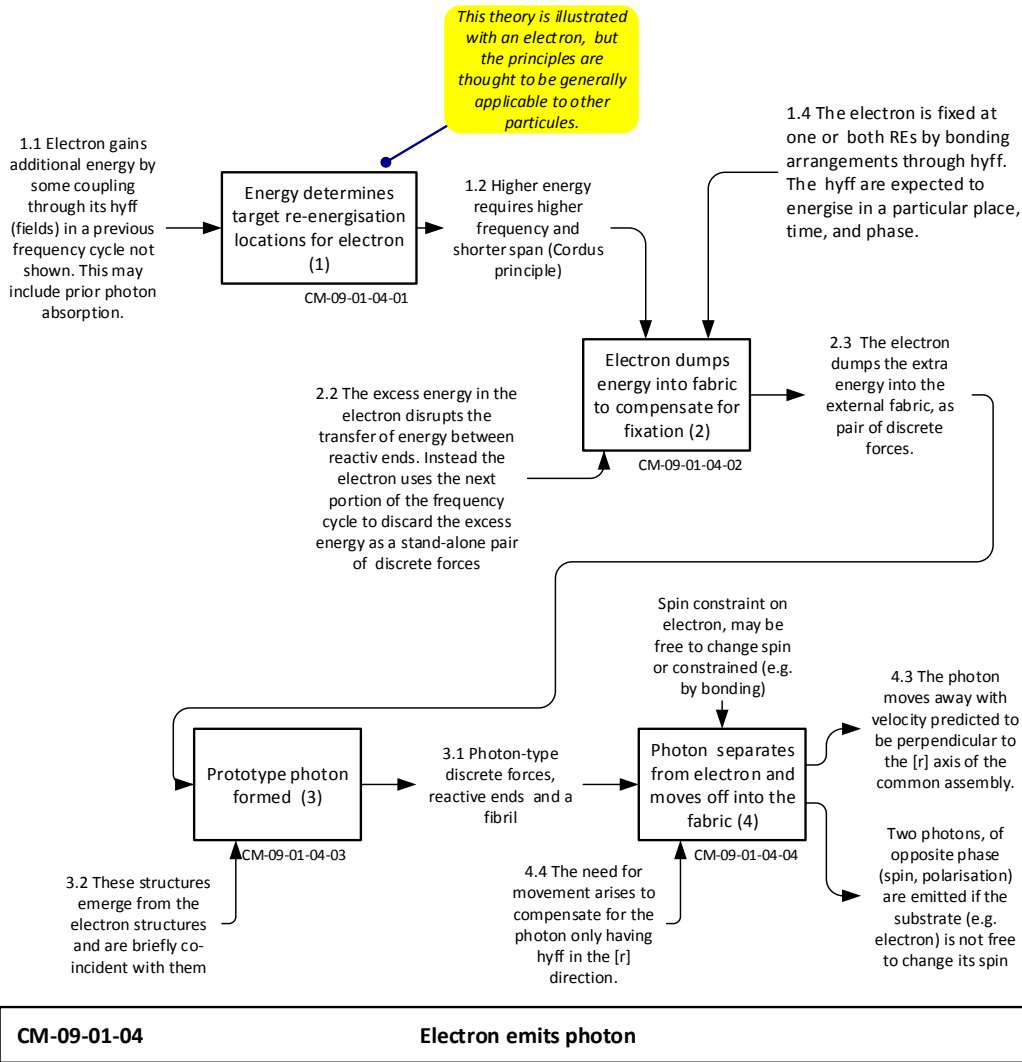 This theory is illustrated
with an electron, but
the principles are
thought to be generally
applicable to other
particules.
1.1 Electron gains
additional energy by
some coupling
through its hyff
(fields) in a previous
frequency cycle not
shown. This may
include prior photon
absorption.
Energy determines
target re-energisation
locations for electron
(1)
CM-09-01-04-01
1.2 Higher energy
requires higher
frequency and
shorter span (Cordus
principle)
1.4 The electron is fixed at
one or both REs by bonding
arrangements through hyff.
The hyff are expected to
energise in a particular place,
time, and phase.
Electron dumps
energy into fabric
to compensate for
fixation (2)
CM-09-01-04-02
2.2 The excess energy in the
electron disrupts the
transfer of energy between
reactiv ends. Instead the
electron uses the next
portion of the frequency
cycle to discard the excess
energy as a stand-alone pair
of discrete forces
2.3 The electron
dumps the extra
energy into the
external fabric, as
pair of discrete
forces.
Prototype photon
formed (3)
CM-09-01-04-03
3.1 Photon-type
discrete forces,
reactive ends and a
fibril
3.2 These structures
emerge from the
electron structures
and are briefly co-
incident with them
Spin constraint on
electron, may be
free to change spin
or constrained (e.g.
by bonding)
Photon separates
from electron and
moves off into the
fabric (4)
CM-09-01-04-04
4.4 The need for
movement arises to
compensate for the
photon only having
hyff in the [r]
direction.
4.3 The photon
moves away with
velocity predicted to
be perpendicular to
the [r] axis of the
common assembly.
Two photons, of
opposite phase
(spin, polarisation)
are emitted if the
substrate (e.g.
electron) is not free
to change its spin
CM-09-01-04 Electron emits photon